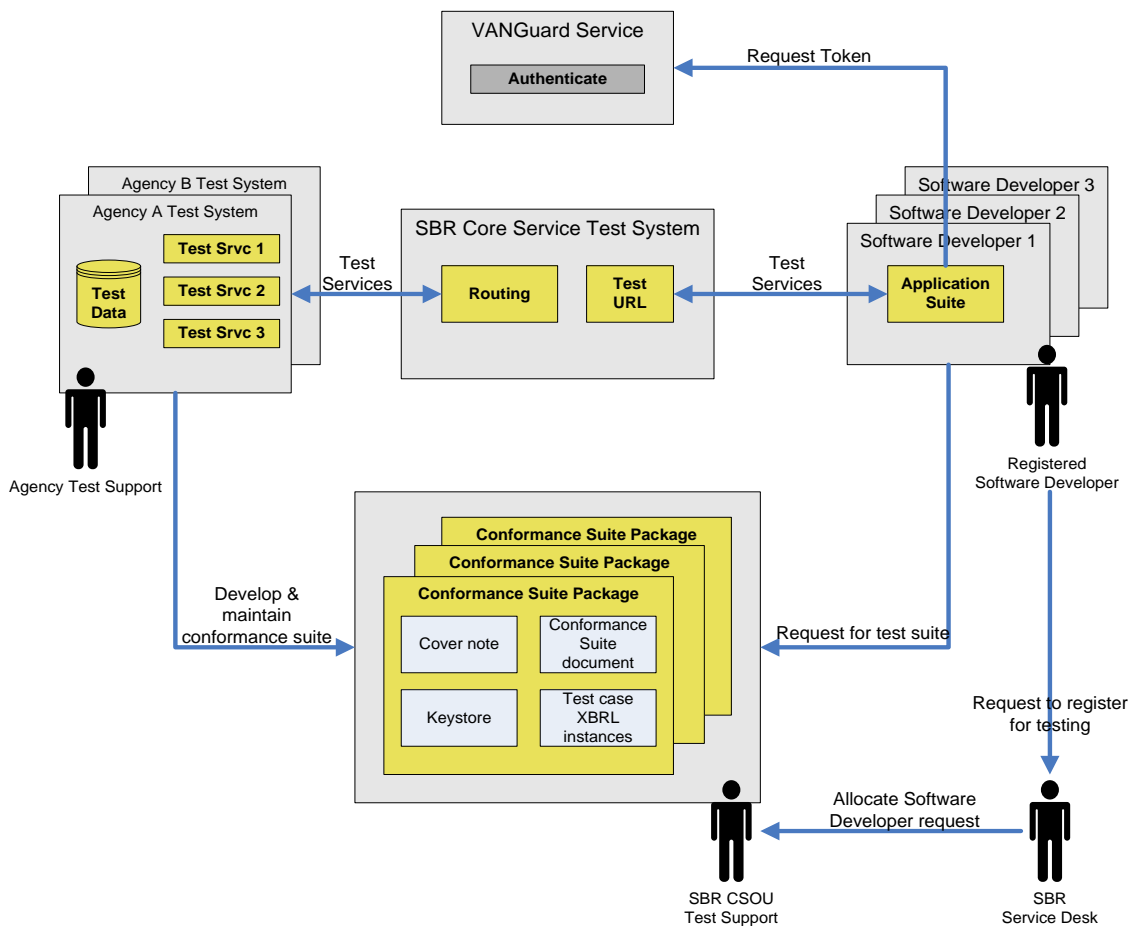 VANGuard Service
Authenticate
Request Token
Agency B Test System
Agency A Test System
Test Srvc 1
Test Srvc 2
Test Srvc 3
Test
Data
Agency Test Support
Test
Services
SBR Core Service Test System
Routing
Test
URL
Test
Services
Software Developer 3
Software Developer 2
Software Developer 1
Application
Suite
Registered
Software Developer
Conformance Suite Package
Conformance Suite Package
Conformance Suite Package
Cover note
Conformance
Suite
document
Keystore
Test case
XBRL
instances
Develop &
maintain
conformance suite
Request for test suite
Request to register
for testing
Allocate Software
Developer request
SBR CSOU
Test Support
SBR
Service Desk